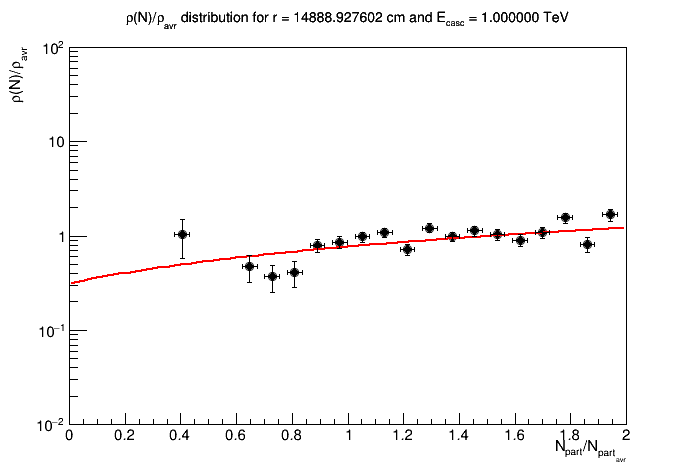 ρ(N)/ρavr distribution for r = 14888.927602 cm and Ecasc = 1.000000 TeV
ρ(N)/ρavr
10²
10
1
10⁻¹
10⁻²
0 0.2 0.4 0.6 0.8 1 1.2 1.4 1.6 1.8 2
Npart/Npartavr